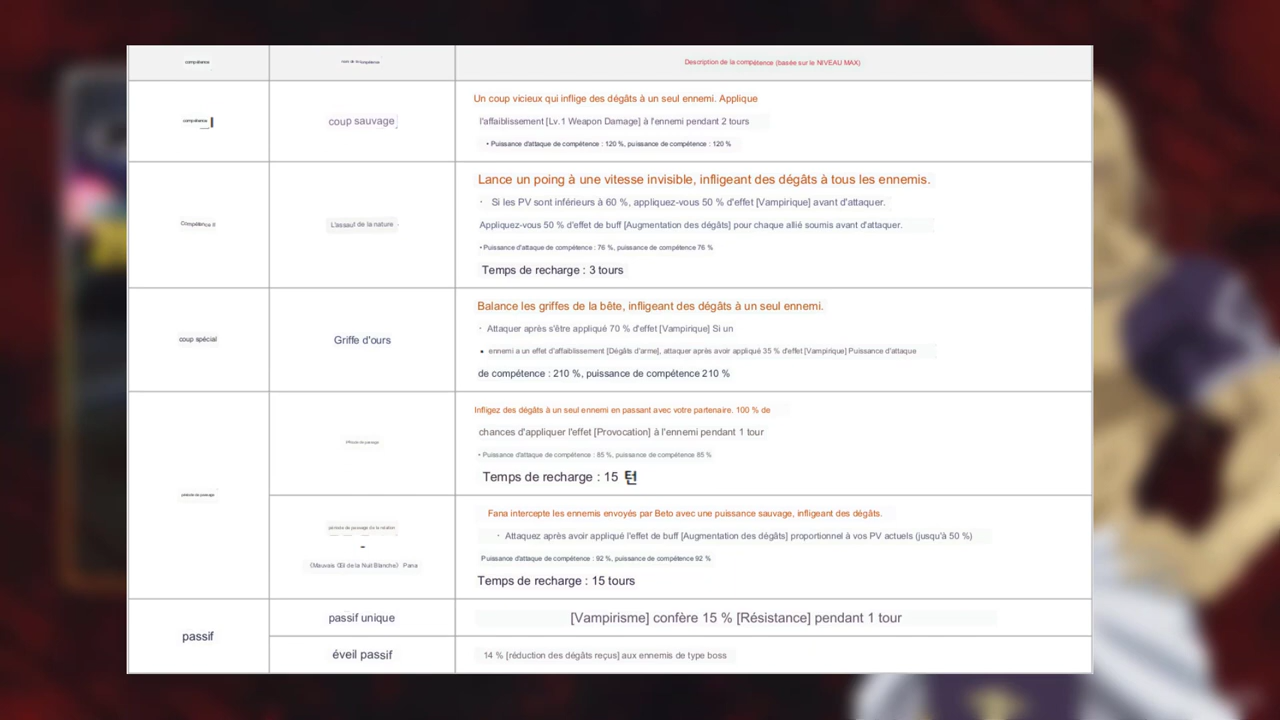 compétence
Description de la compétence (basée sur le NIVEAU MAX)
compétence
coup sauvage
Un coup vicieux qui inflige des dégâts à un seul ennemi. Applique
l'affaiblissement [Lv.1 Weapon Damage] à l'ennemi pendant 2 tours
• Puissance d'attaque de compétence : 120 %, puissance de compétence : 120 %
Compétence II
L'assaut de la nature
Lance un poing à une vitesse invisible, infligeant des dégâts à tous les ennemis.
· Si les PV sont inférieurs à 60 %, appliquez-vous 50 % d'effet [Vampirique] avant d'attaquer.
Appliquez-vous 50 % d'effet de buff [Augmentation des dégâts] pour chaque allié soumis avant d'attaquer.
• Puissance d'attaque de compétence : 76 %, puissance de compétence 76 %
Temps de recharge : 3 tours
coup spécial
Griffe d'ours
Balance les griffes de la bête, infligeant des dégâts à un seul ennemi.
· Attaquer après s'être appliqué 70 % d'effet [Vampirique] Si un
• ennemi a un effet d'affaiblissement [Dégâts d'arme], attaquer après avoir appliqué 35 % d'effet [Vampirique] Puissance d'attaque
de compétence : 210 %, puissance de compétence 210 %
Infligez des dégâts à un seul ennemi en passant avec votre partenaire. 100 % de
chances d'appliquer l'effet [Provocation] à l'ennemi pendant 1 tour
• Puissance d'attaque de compétence : 85 %, puissance de compétence 85 %
Temps de recharge : 15
Fana intercepte les ennemis envoyés par Beto avec une puissance sauvage, infligeant des dégâts.
· Attaquez après avoir appliqué l'effet de buff [Augmentation des dégâts] proportionnel à vos PV actuels (jusqu'à 50 %)
Puissance d'attaque de compétence : 92 %, puissance de compétence 92 %
Temps de recharge : 15 tours
-
《Mauvais Œil de la Nuit Blanche》 Pana
passif
passif unique
[Vampirisme] confère 15 % [Résistance] pendant 1 tour
éveil passif
14 % [réduction des dégâts reçus] aux ennemis de type boss